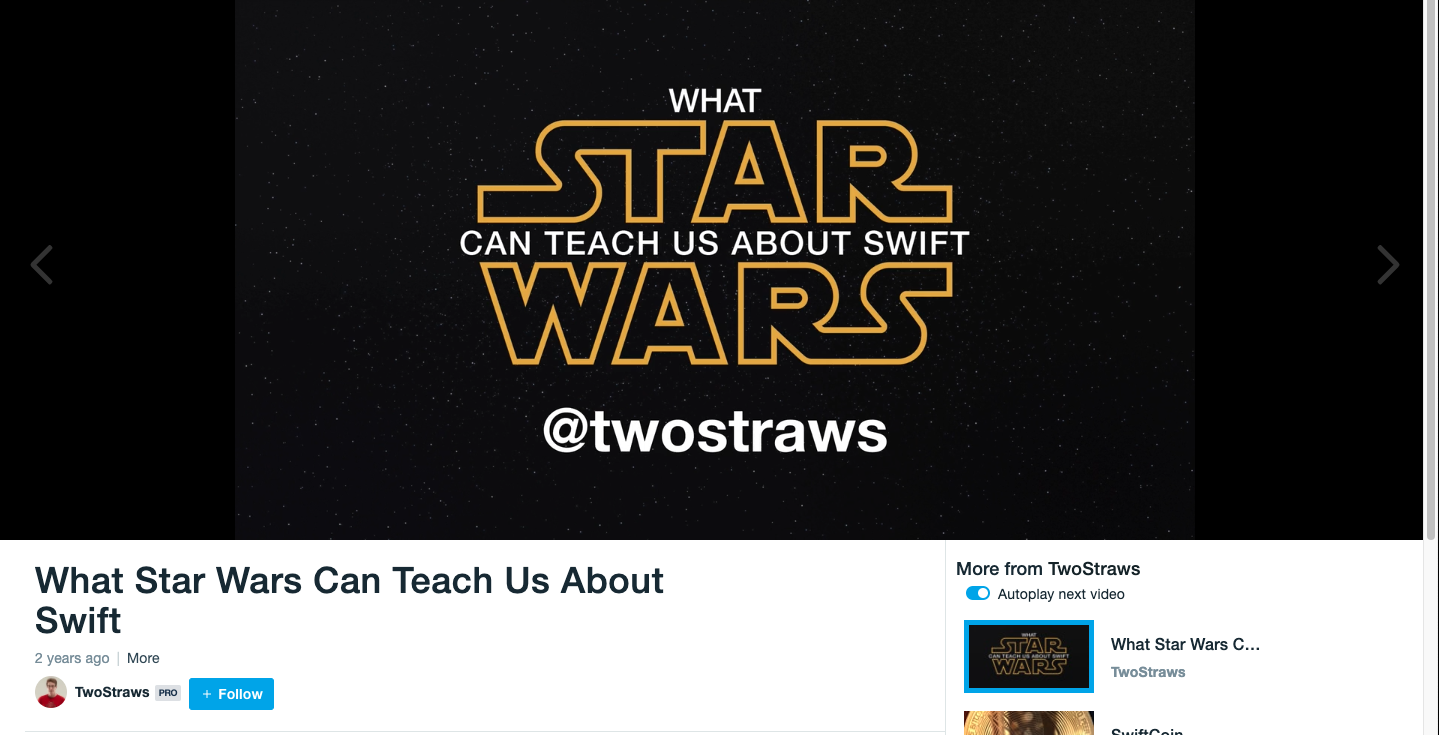 WHAT
STAR
CAN TEACH US ABOUT SWIFT
WARS
@twostraws
What Star Wars Can Teach Us About
Swift
2 years ago | More
TwoStraws PRO + Follow
More from TwoStraws
Autoplay next video
WHAT
STAR
CAN TEACH US ABOUT SWIFT
WARS
What Star Wars C...
TwoStraws
SwiftCoin